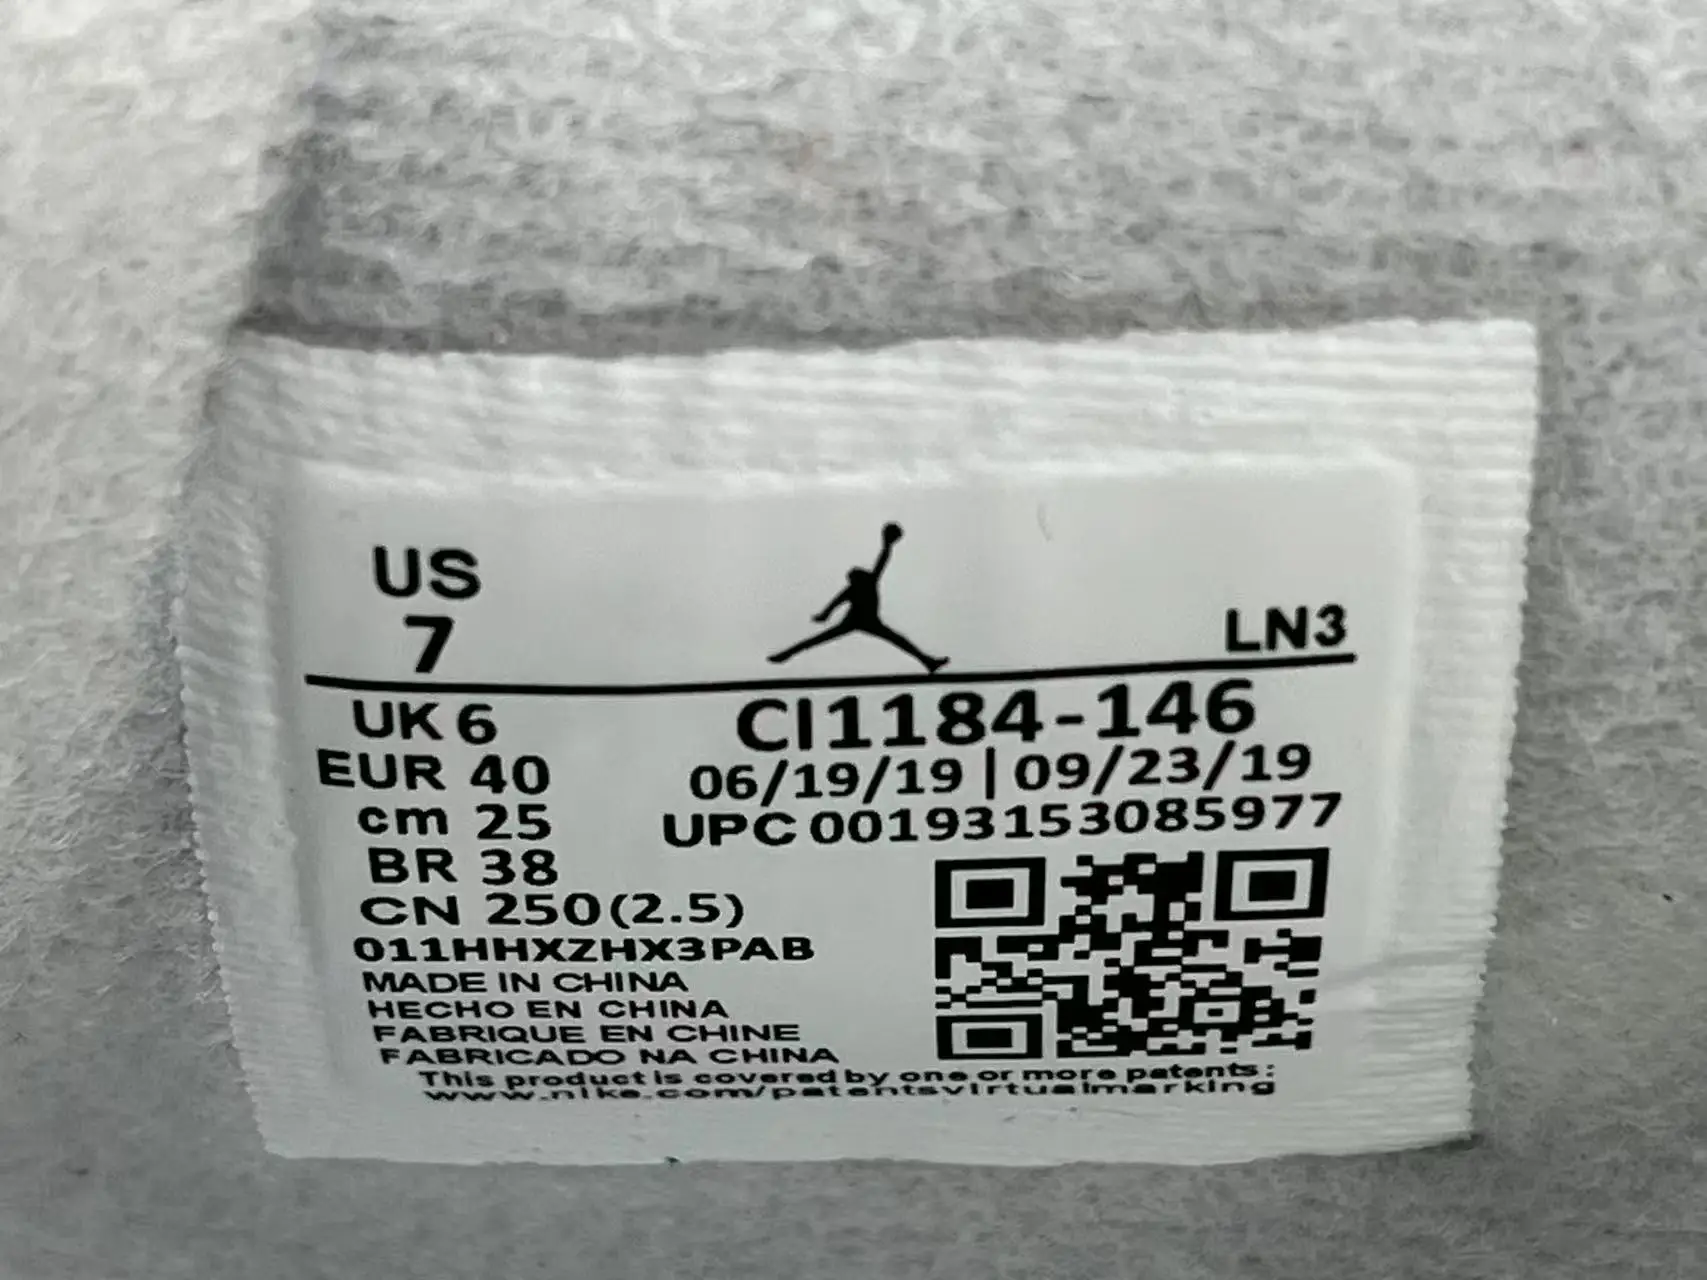 US
7
LN3
UK 6
EUR 40
cm 25
BR 38
CN 250(2.5)
011HHXZHX3PAB
MADE IN CHINA
HECHO EN CHINA
FABRIQUE EN CHINE
FABRICADO NA CHINA
CI1184-146
06/19/19 | 09/23/19
UPC 00193153085977
This product is covered by one or more patents:
www.nike.com/patentsvirtualmarking